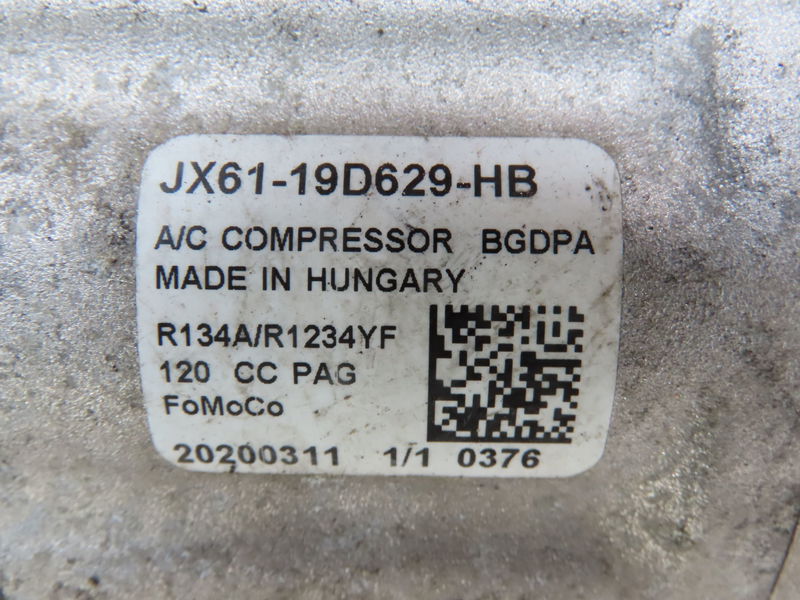 JX61-19D629-HB
A/C COMPRESSOR BGDPA
MADE IN HUNGARY
R134A/R1234YF
120 CC PAG
FoMoCo
20200311 1/1 0376